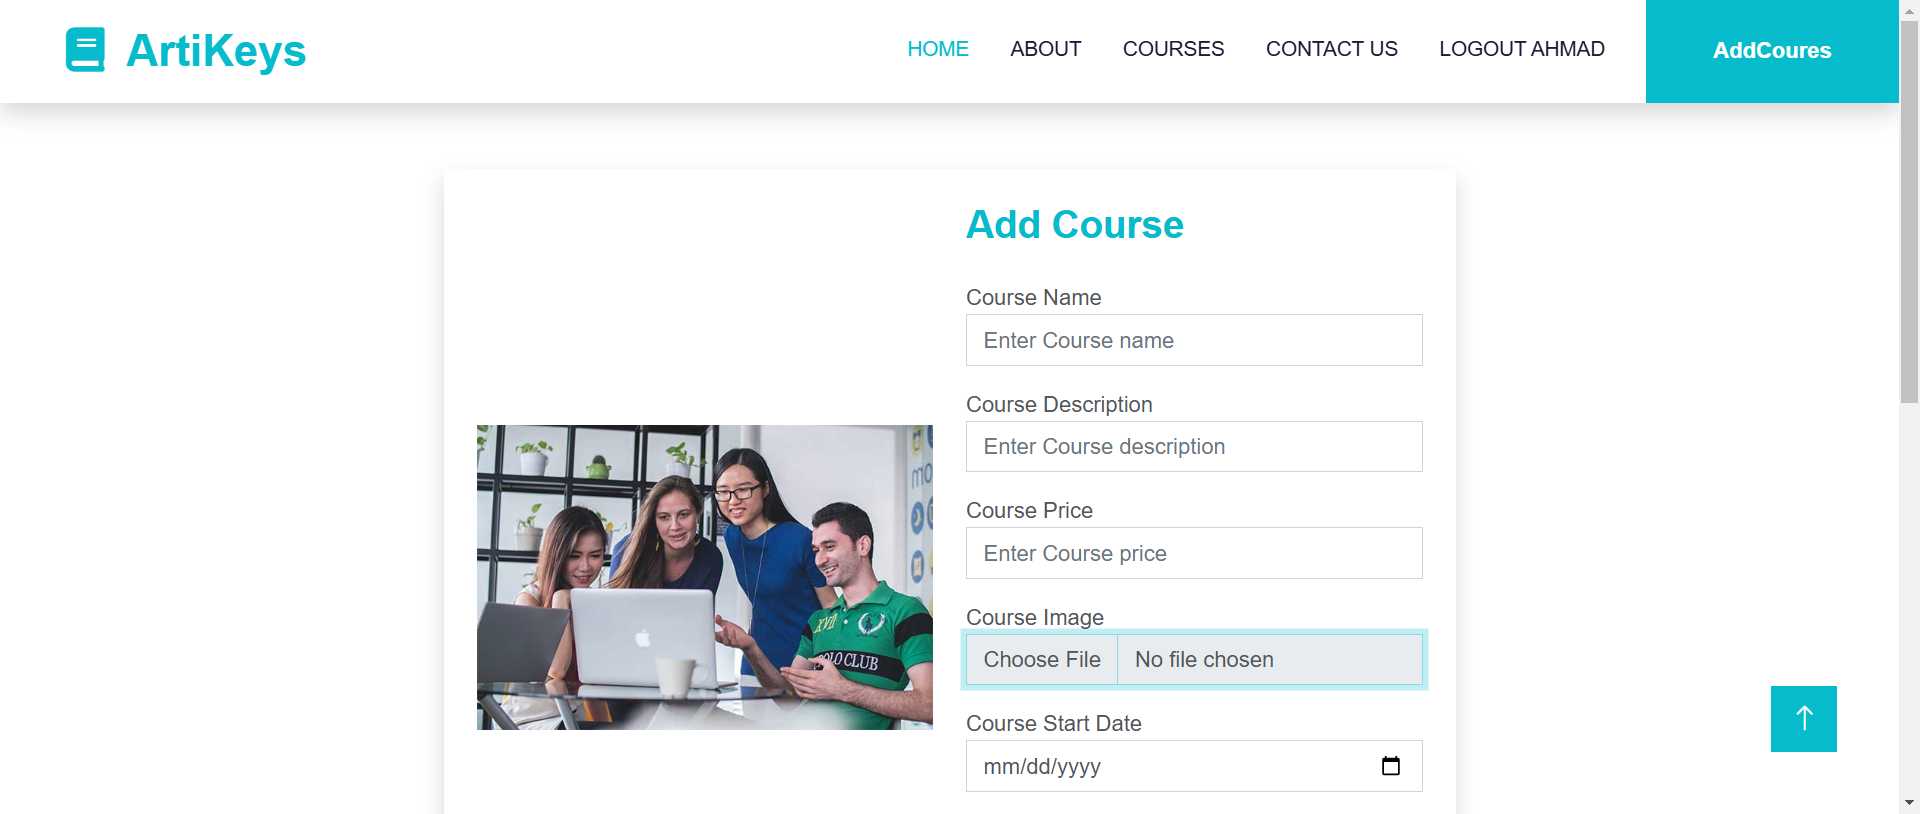 ArtiKeys
HOME ABOUT COURSES CONTACT US LOGOUT AHMAD AddCoures
Add Course
Course Name
Enter Course name
Course Description
Enter Course description
Course Price
Enter Course price
Course Image
Choose File No file chosen
Course Start Date
mm/dd/yyyy
POLO CLUB